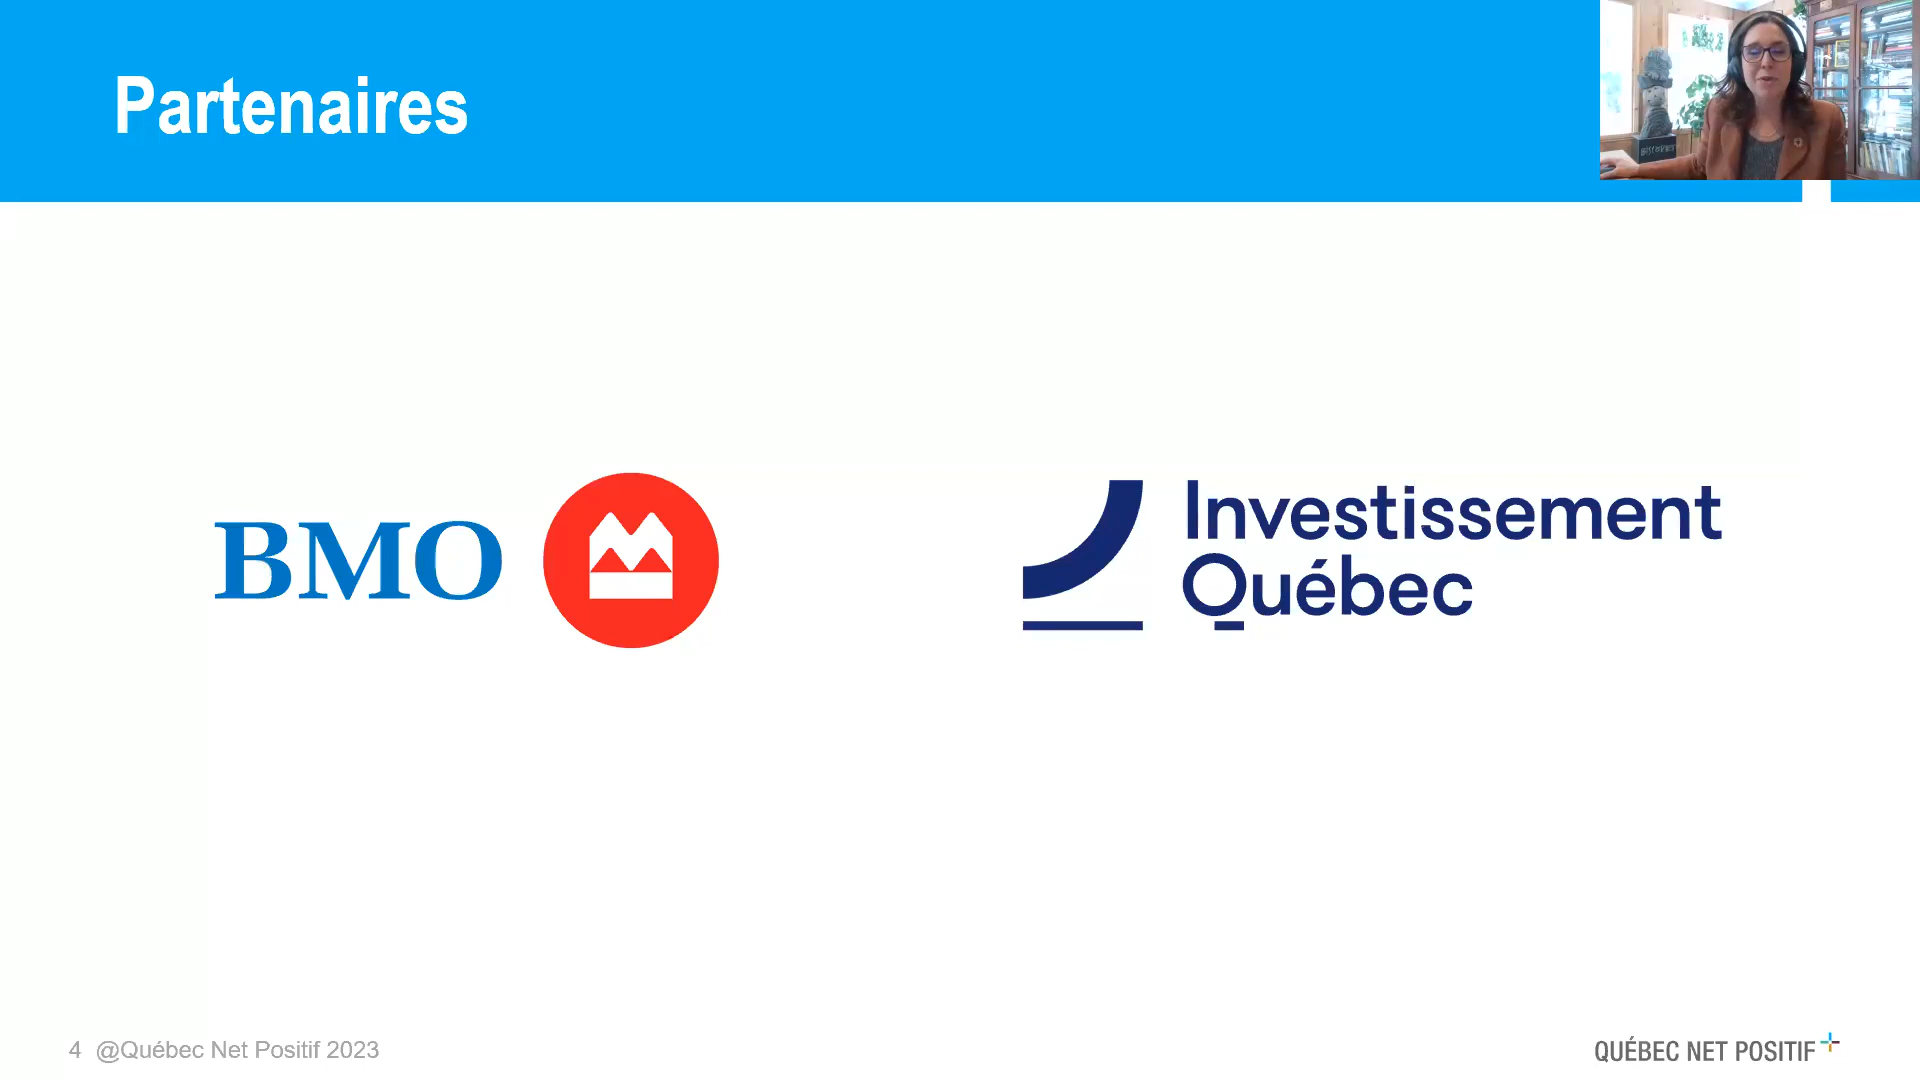 Partenaires
BMO
Investissement
Québec
4 @Québec Net Positif 2023
QUÉBEC NET POSITIF